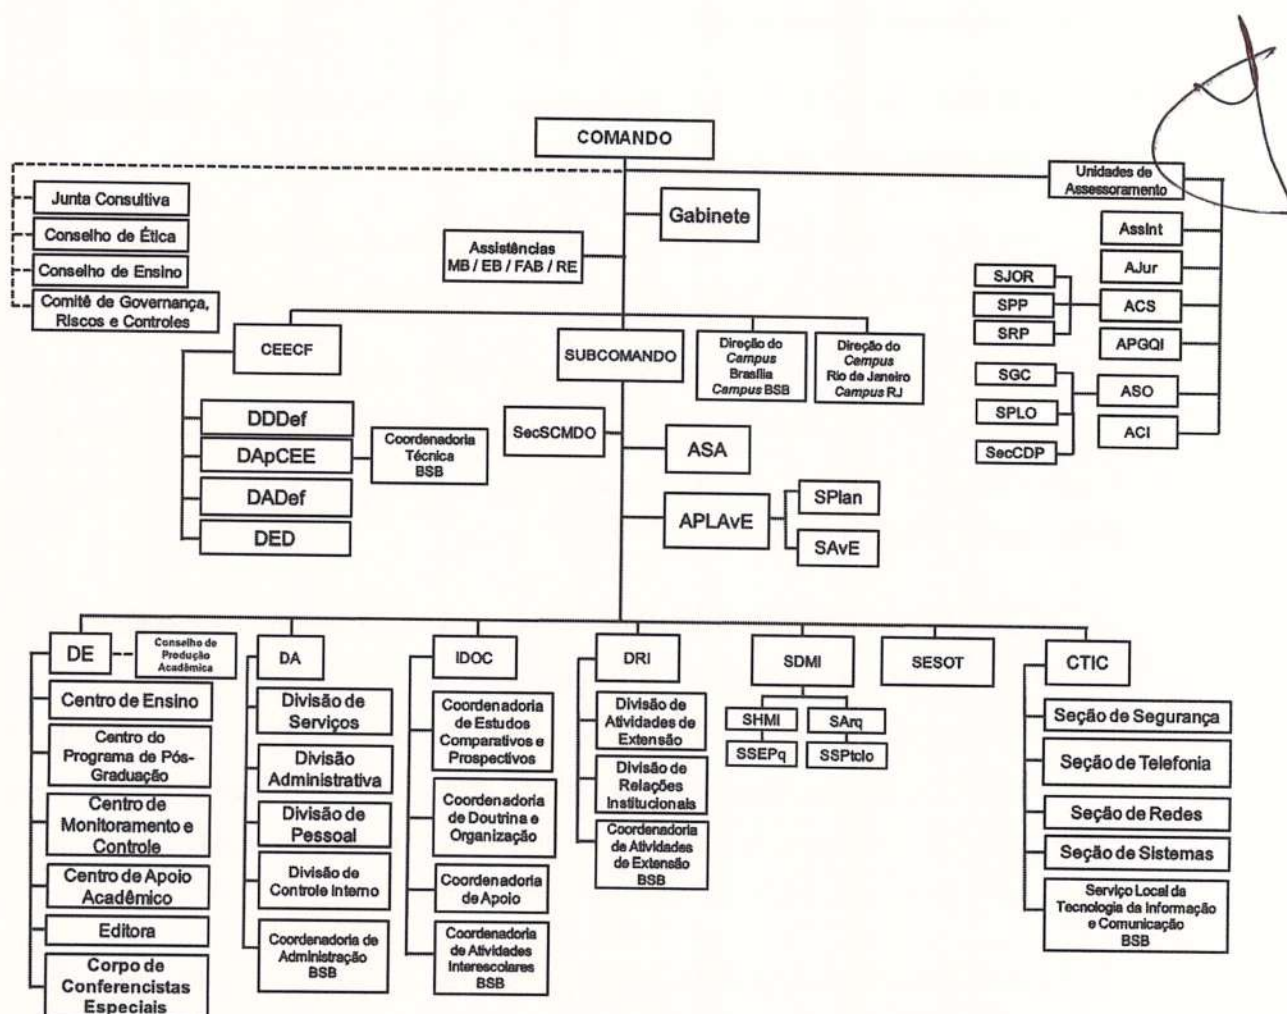 COMANDO
Unidades de
Assessoramento
Junta Consultiva
Conselho de Ética
Conselho de Ensino
Comitê de Governança,
Riscos e Controles
Gabinete
Assistências
MB / EB / FAB / RE
AssInt
AJur
ACS
SJOR
SPP
SRP
APGQI
ASO
SGC
SPLO
SecCDP
ACI
CEECF
SUBCOMANDO
Direção do
Campus
Brasília
Campus BSB
Direção do
Campus
Rio de Janeiro
Campus RJ
DDDef
DApCEE
Coordenadoria
Técnica
BSB
DADef
DED
SecSCMDO
ASA
APLAvE
SPlan
SAvE
DE
Conselho de
Produção
Acadêmica
Centro de Ensino
Centro do
Programa de Pós-
Graduação
Centro de
Monitoramento e
Controle
Centro de Apoio
Acadêmico
Editora
Corpo de
Conferencistas
Especiais
DA
Divisão de
Serviços
Divisão
Administrativa
Divisão de
Pessoal
Divisão de
Controle Interno
Coordenadoria de
Administração
BSB
IDOC
Coordenadoria
de Estudos
Comparativos e
Prospectivos
Coordenadoria
de Doutrina e
Organização
Coordenadoria
de Apoio
Coordenadoria
de Atividades
Interescolares
BSB
DRI
Divisão de
Atividades de
Extensão
Divisão de
Relações
Institucionais
Coordenadoria
de Atividades
de Extensão
BSB
SDMI
SHMI
SArq
SSEPq
SSPtclo
SESOT
CTIC
Seção de Segurança
Seção de Telefonia
Seção de Redes
Seção de Sistemas
Serviço Local da
Tecnologia da Informação
e Comunicação
BSB